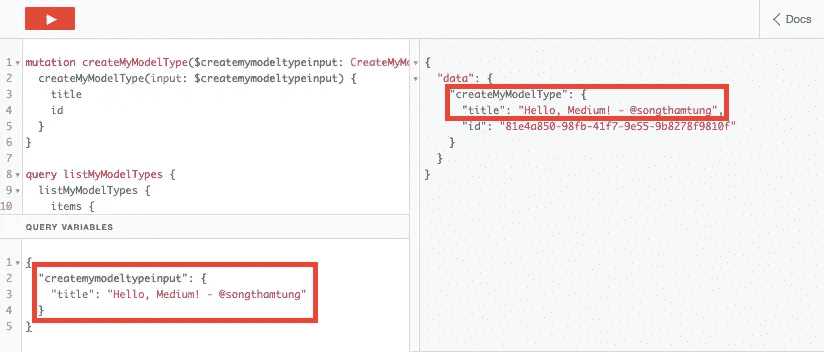 Docs
1 mutation createMyModelType($createmymodeltypeinput: CreateMyMo
2 createMyModelType(input: $createmymodeltypeinput) {
3 title
4 id
5 }
6 }
7
8 query listMyModelTypes {
9 listMyModelTypes {
10 items {
QUERY VARIABLES
1 {
2 "createmymodeltypeinput": {
3 "title": "Hello, Medium! - @songthamtung"
4 }
5 }
{
"data": {
"createMyModelType": {
"title": "Hello, Medium! - @songthamtung",
"id": "81e4a850-98fb-41f7-9e55-9b8278f9810f"
}
}
}